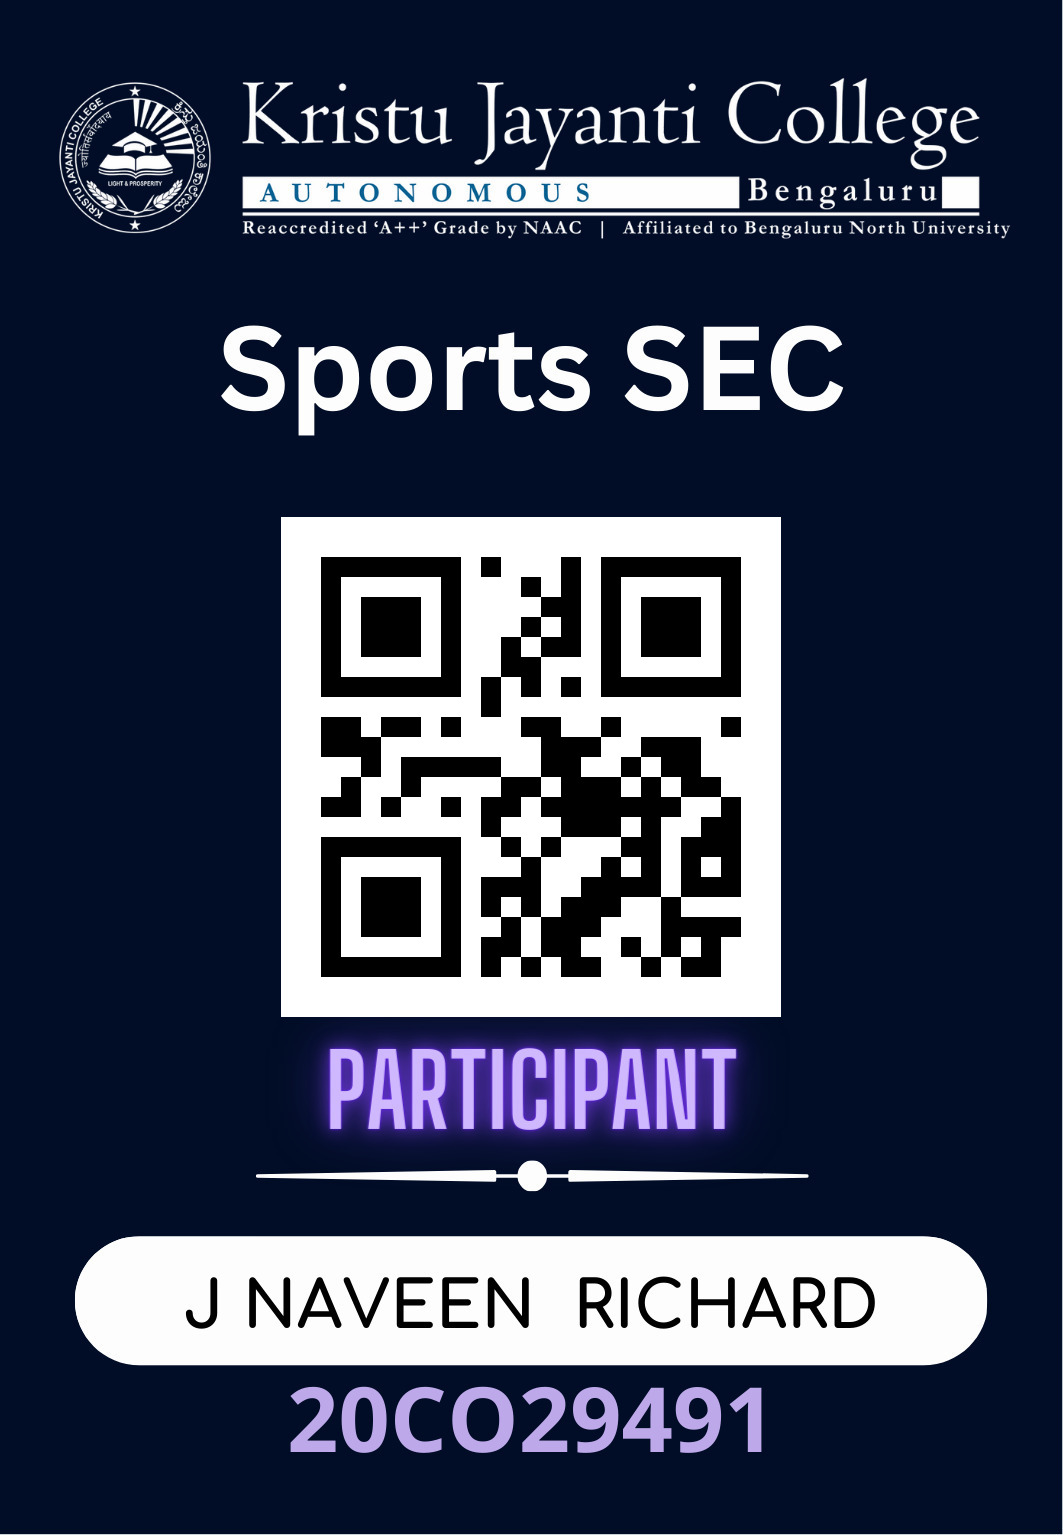 KRISTU JAYANTI COLLEGE
ಕ್ರಿಸ್ತು ಜಯಂತಿ ಕಾಲೇಜು
LIGHT & PROSPERITY
Kristu Jayanti College
AUTONOMOUS Bengaluru
Reaccredited ‘A++’ Grade by NAAC | Affiliated to Bengaluru North University
Sports SEC
PARTICIPANT
J NAVEEN RICHARD
20CO29491